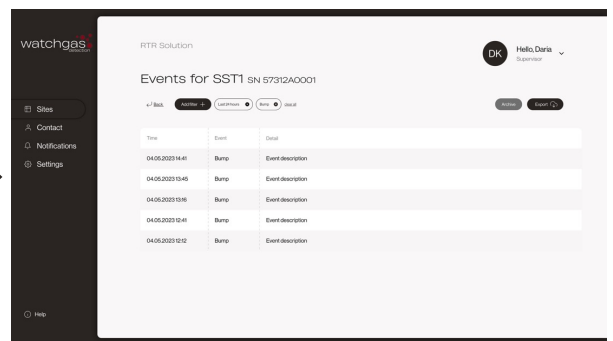 watchgas
detection
RTR Solution
DK
Hello, Daria
Supervisor
Events for SST1 SN 57312A0001
Back
Add filter +
Last 24 hours
Bump
Clear all
Archive
Export
Sites
Contact
Notifications
Settings
Time Event Detail
04.05.2023 14:41 Bump Event description
04.05.2023 13:45 Bump Event description
04.05.2023 13:16 Bump Event description
04.05.2023 12:41 Bump Event description
04.05.2023 12:12 Bump Event description
Help